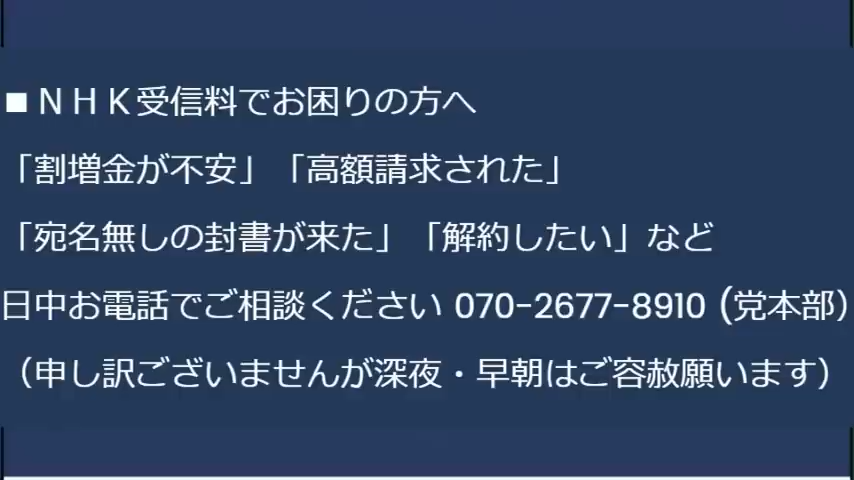 ■ＮＨＫ受信料でお困りの方へ
「割増金が不安」「高額請求された」
「宛名無しの封書が来た」「解約したい」など
日中お電話でご相談ください 070-2677-8910 (党本部)
（申し訳ございませんが深夜・早朝はご容赦願います）